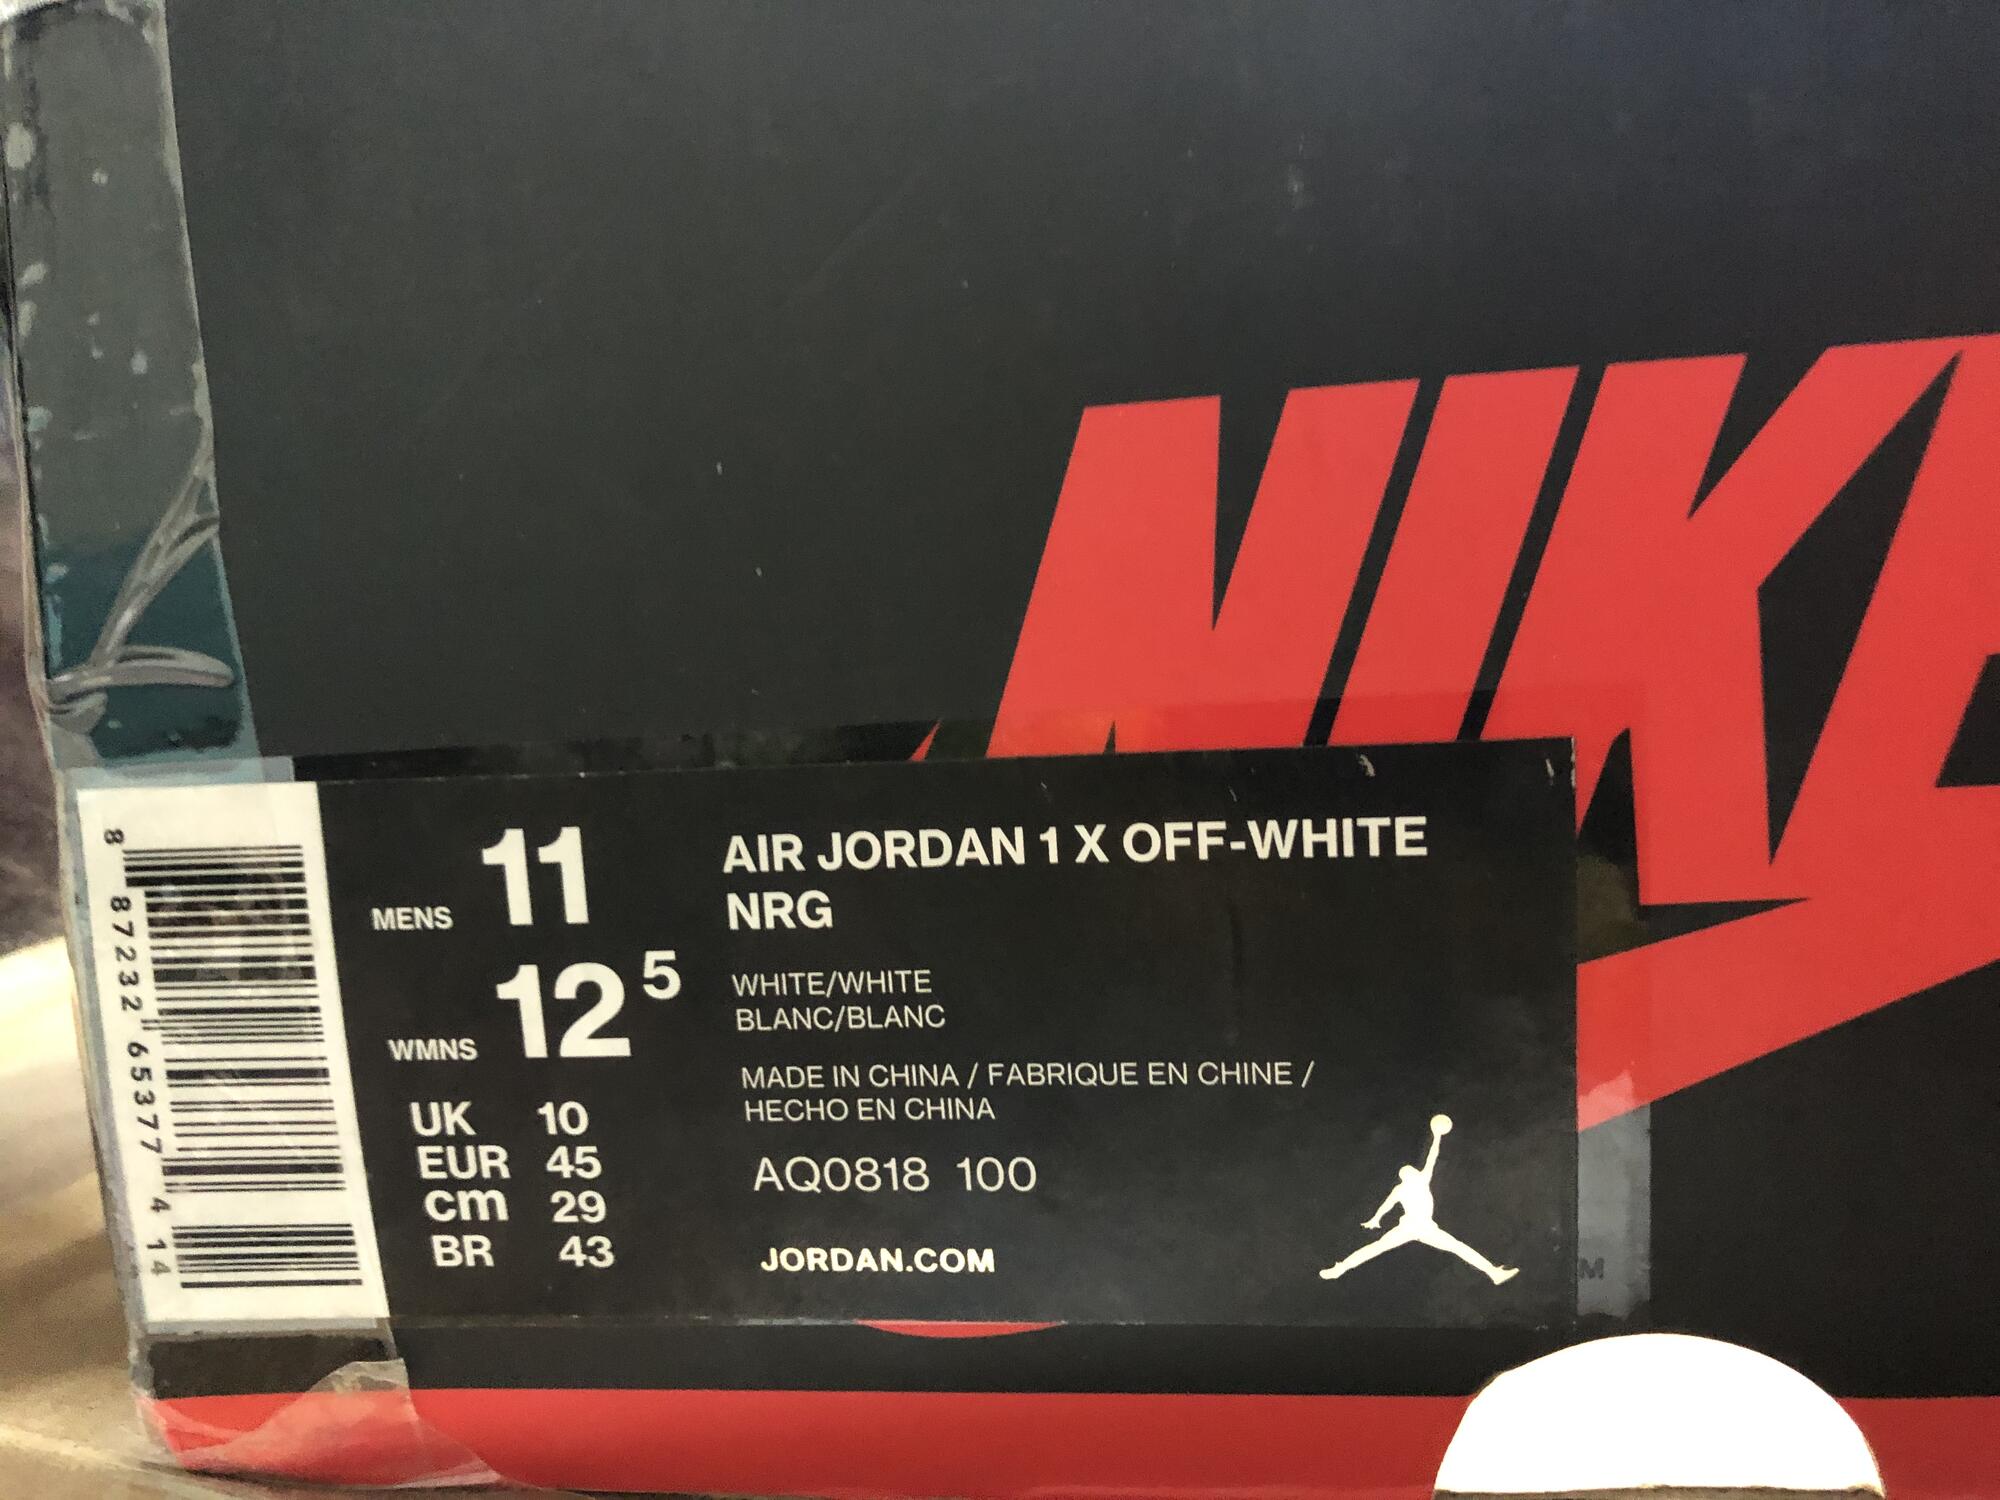 NIKE
AIR JORDAN 1 X OFF-WHITE
NRG
WHITE/WHITE
BLANC/BLANC
MADE IN CHINA / FABRIQUE EN CHINE /
HECHO EN CHINA
AQ0818 100
JORDAN.COM
MENS 11
WMNS 12 5
UK 10
EUR 45
cm 29
BR 43
8 87232 65377 4 14
M